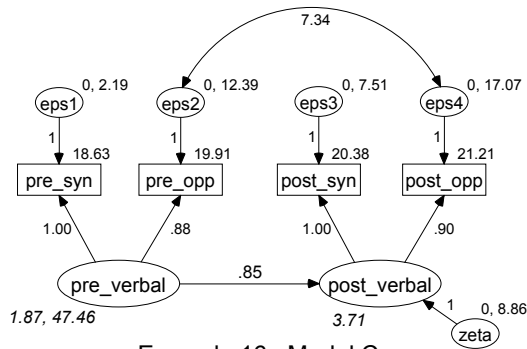 7.34
0, 2.19
0, 12.39
0, 7.51
0, 17.07
eps1
eps2
eps3
eps4
1
1
1
1
18.63
19.91
20.38
21.21
pre_syn
pre_opp
post_syn
post_opp
1.00
.88
1.00
.90
pre_verbal
.85
post_verbal
1.87, 47.46
3.71
1
0, 8.86
zeta